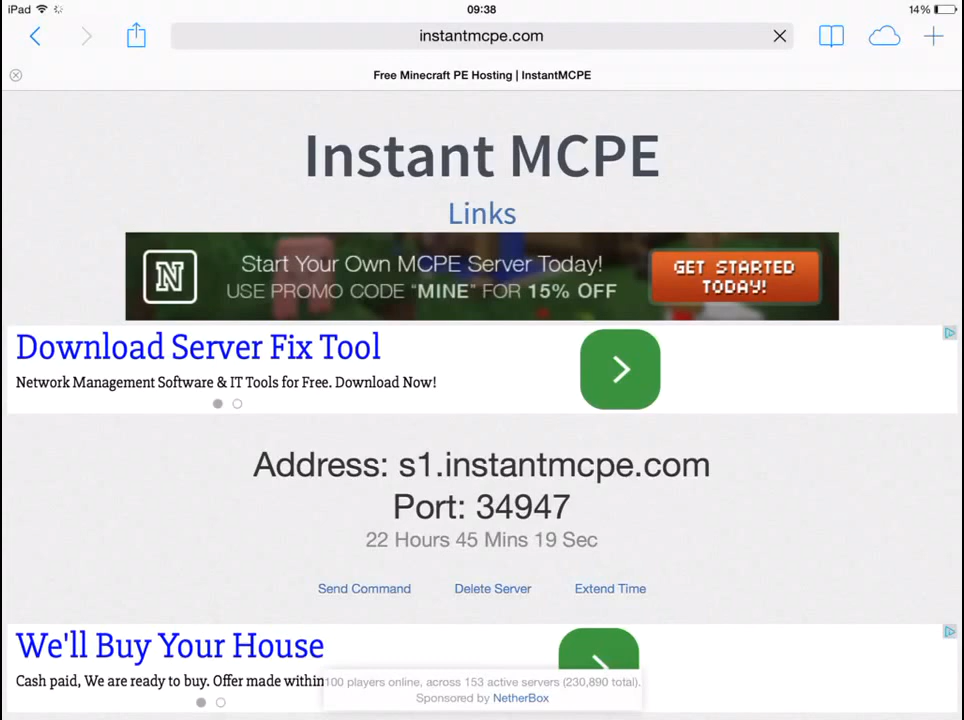 iPad 09:38 14%
instantmcpe.com
Free Minecraft PE Hosting | InstantMCPE
Instant MCPE
Links
N
Start Your Own MCPE Server Today!
USE PROMO CODE “MINE” FOR 15% OFF
GET STARTED
TODAY!
Download Server Fix Tool
Network Management Software & IT Tools for Free. Download Now!
Address: s1.instantmcpe.com
Port: 34947
22 Hours 45 Mins 19 Sec
Send Command Delete Server Extend Time
We'll Buy Your House
Cash paid, We are ready to buy. Offer made within
100 players online, across 153 active servers (230,890 total).
Sponsored by NetherBox